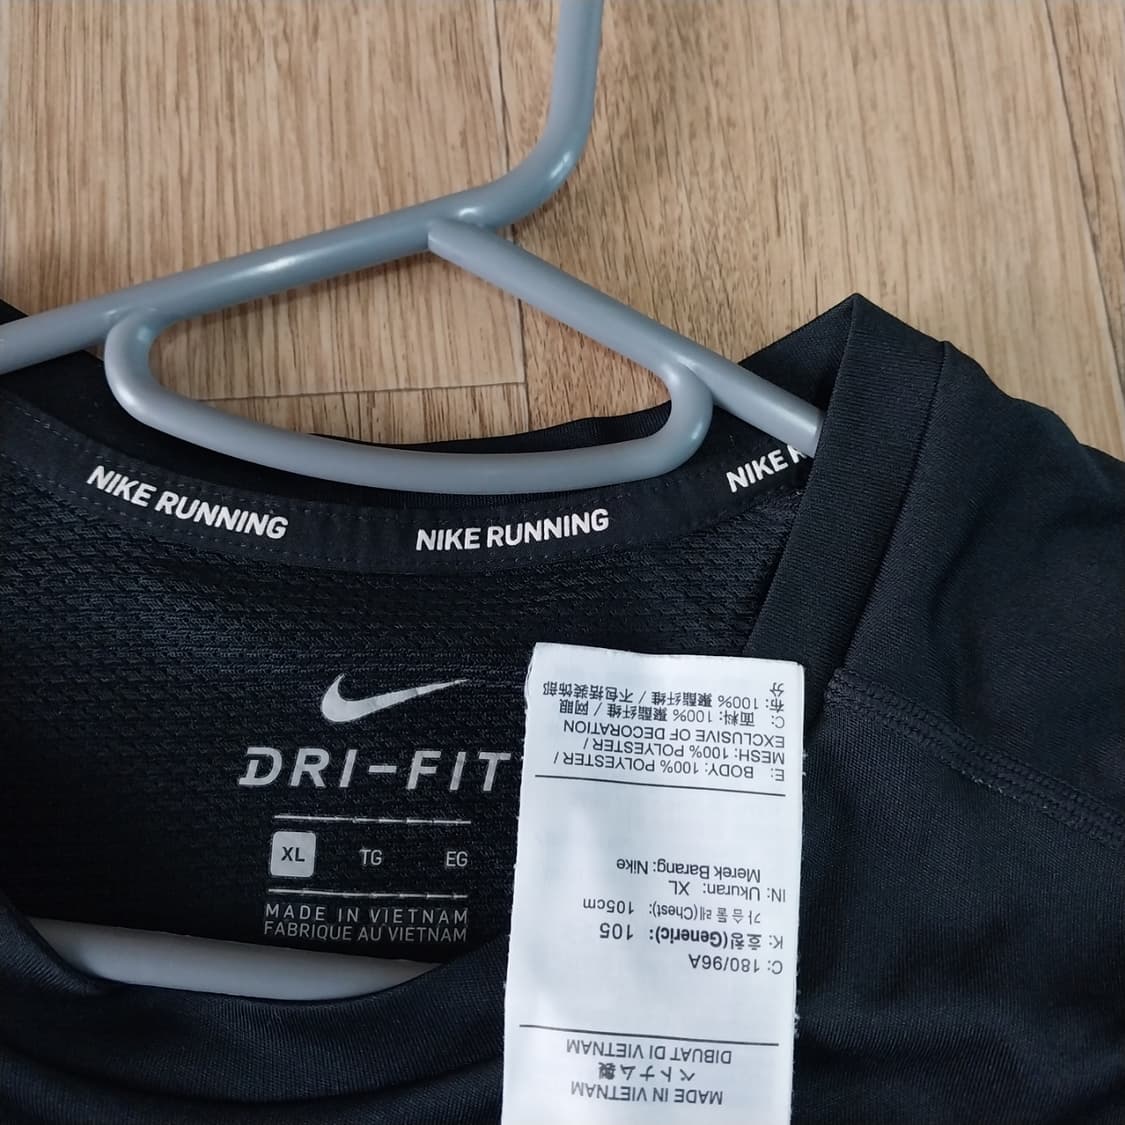 NIKE RUNNING
NIKE RUNNING
NIKE R
DRI-FIT
XL TG EG
MADE IN VIETNAM
FABRIQUE AU VIETNAM
MADE IN VIETNAM
ベトナム製
DIBUAT DI VIETNAM
C: 180/96A
K: 호칭(Generic): 105
가슴둘레(Chest): 105cm
IN: Ukuran: XL
Merek Barang: Nike
E: BODY: 100% POLYESTER /
MESH: 100% POLYESTER /
EXCLUSIVE OF DECORATION
C: 面料: 100% 聚酯纤维 / 网眼
布: 100% 聚酯纤维 / 不包括装饰部
分